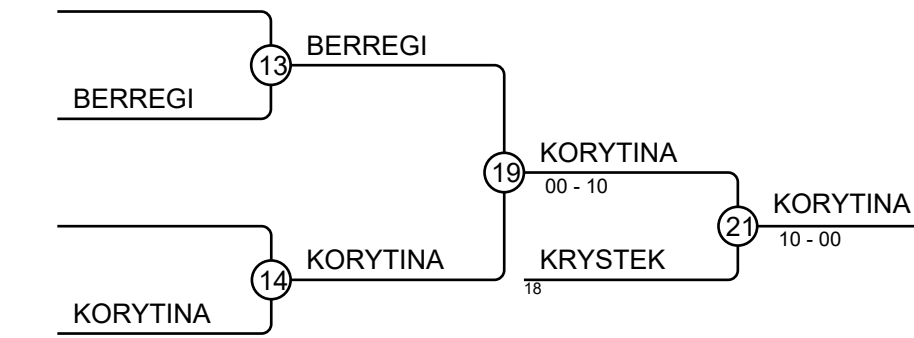 BERREGI
13
BERREGI
KORYTINA
19
00 - 10
KORYTINA
21
10 - 00
KORYTINA
14
KRYSTEK
18
KORYTINA